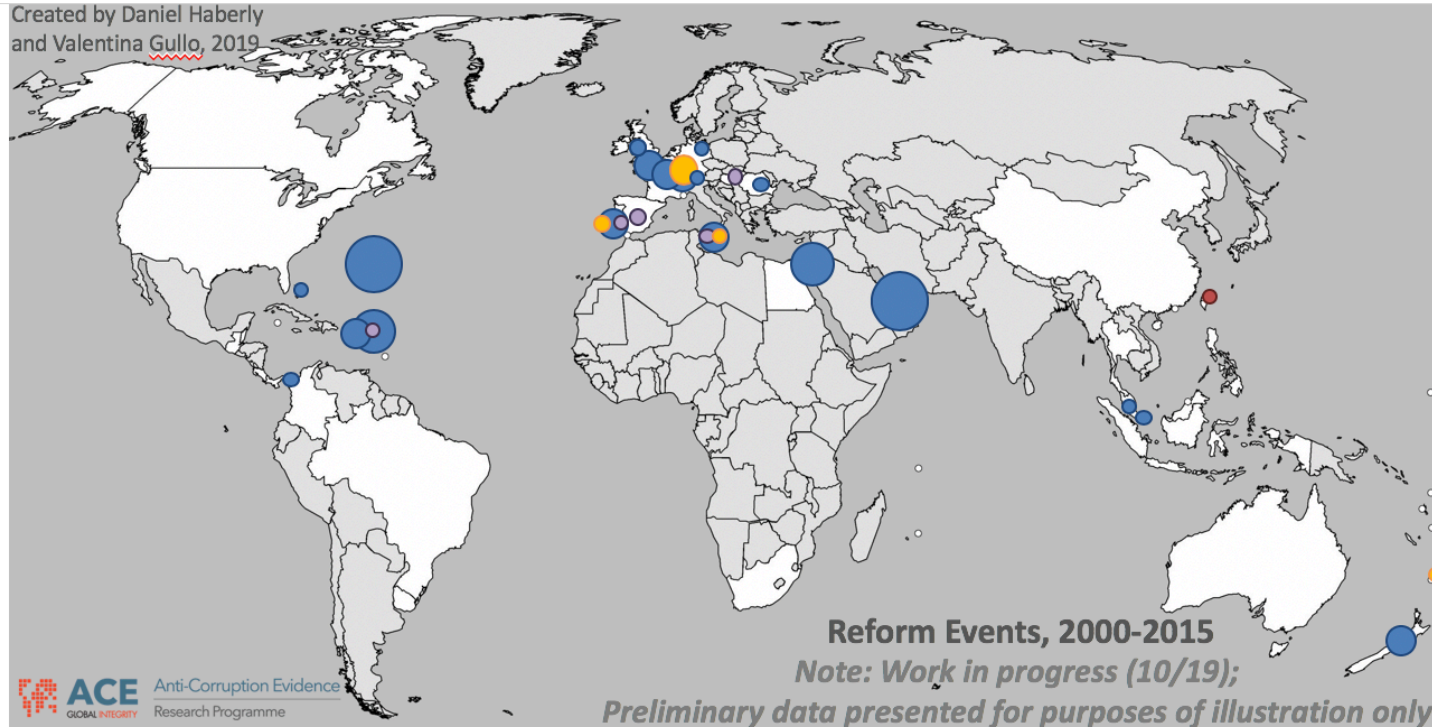 Created by Daniel Haberly
and Valentina Gullo, 2019
Reform Events, 2000-2015
Note: Work in progress (10/19);
Preliminary data presented for purposes of illustration only
ACE
GLOBAL INTEGRITY
Anti-Corruption Evidence
Research Programme